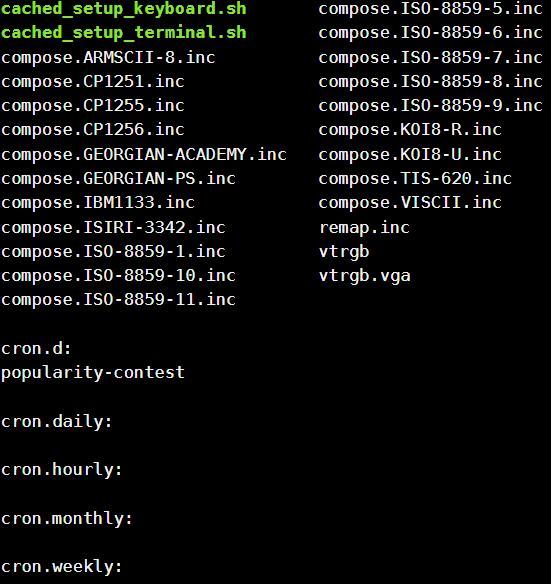 cached_setup_keyboard.sh compose.ISO-8859-5.inc
cached_setup_terminal.sh compose.ISO-8859-6.inc
compose.ARMSCII-8.inc compose.ISO-8859-7.inc
compose.CP1251.inc compose.ISO-8859-8.inc
compose.CP1255.inc compose.ISO-8859-9.inc
compose.CP1256.inc compose.KOI8-R.inc
compose.GEORGIAN-ACADEMY.inc compose.KOI8-U.inc
compose.GEORGIAN-PS.inc compose.TIS-620.inc
compose.IBM1133.inc compose.VISCII.inc
compose.ISIRI-3342.inc remap.inc
compose.ISO-8859-1.inc vtrgb
compose.ISO-8859-10.inc vtrgb.vga
compose.ISO-8859-11.inc
cron.d:
popularity-contest
cron.daily:
cron.hourly:
cron.monthly:
cron.weekly: